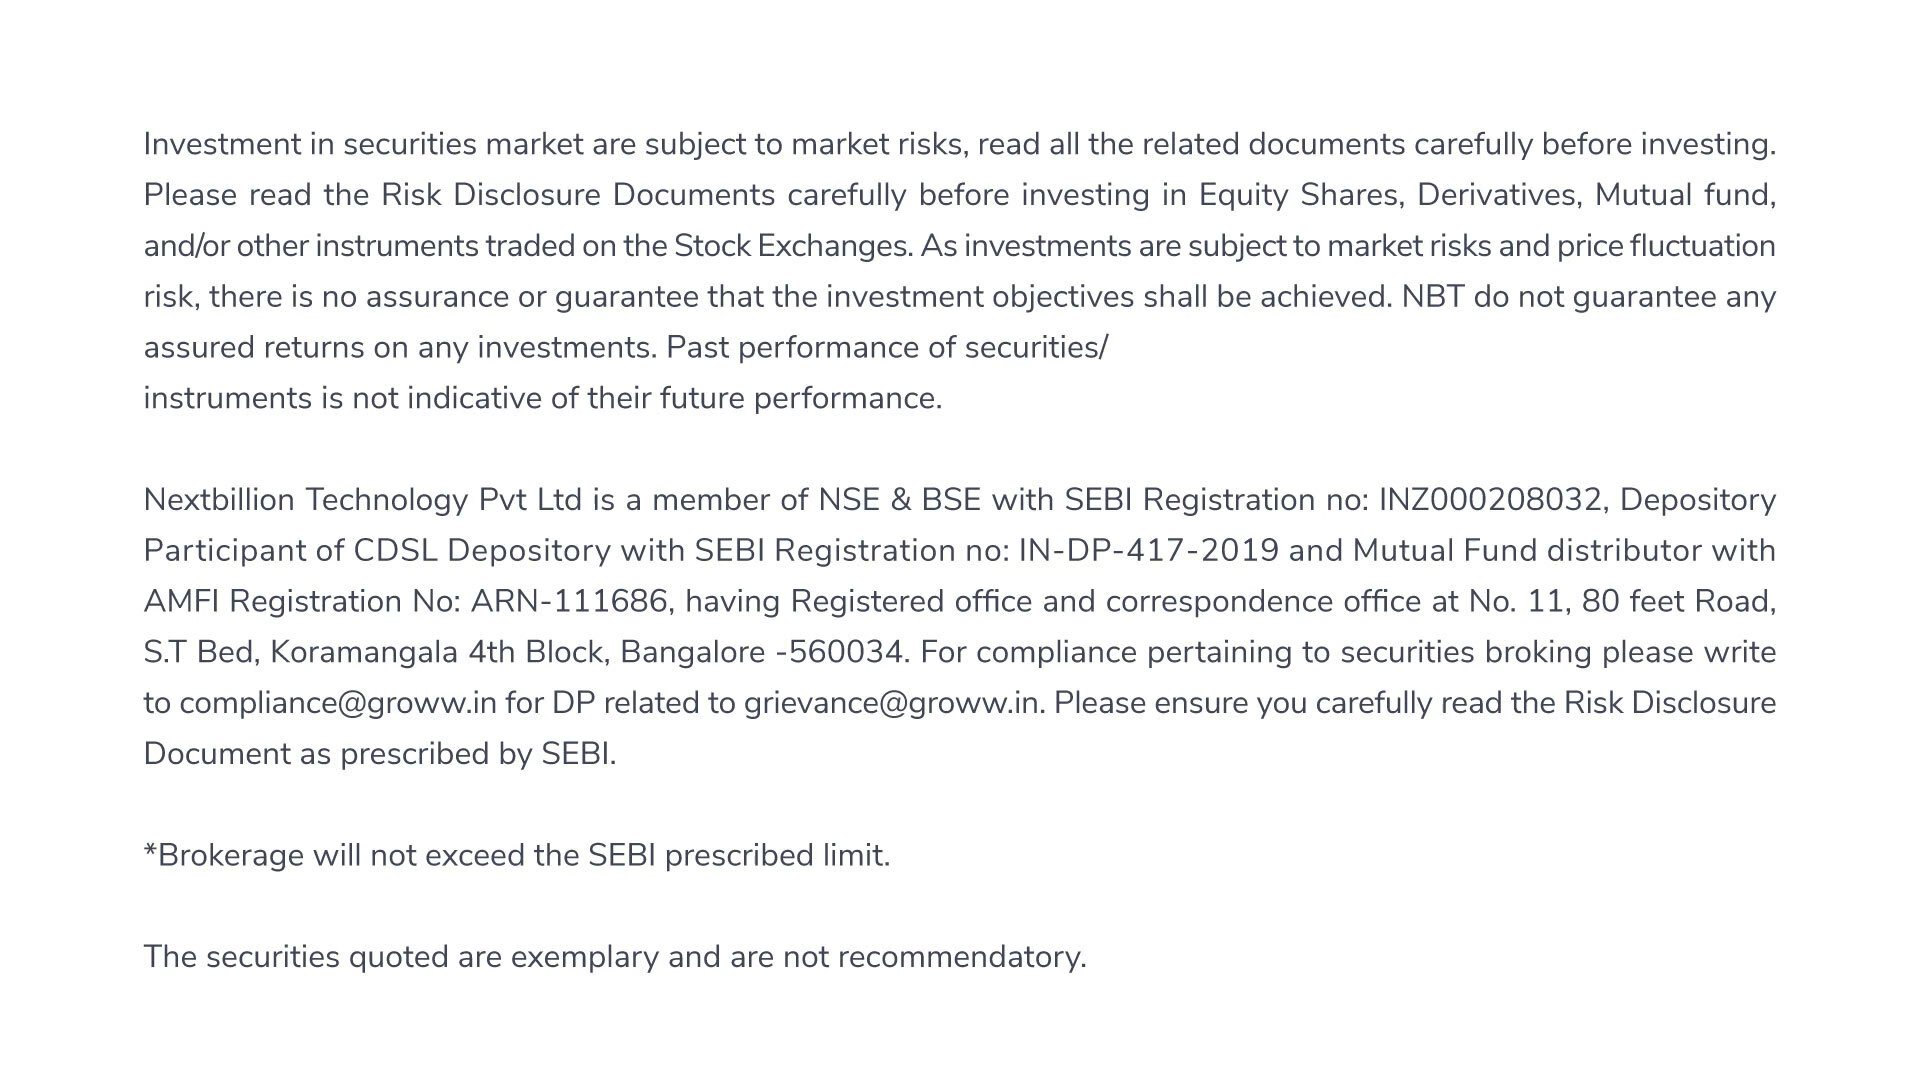 Investment in securities market are subject to market risks, read all the related documents carefully before investing.
Please read the Risk Disclosure Documents carefully before investing in Equity Shares, Derivatives, Mutual fund,
and/or other instruments traded on the Stock Exchanges. As investments are subject to market risks and price fluctuation
risk, there is no assurance or guarantee that the investment objectives shall be achieved. NBT do not guarantee any
assured returns on any investments. Past performance of securities/
instruments is not indicative of their future performance.
Nextbillion Technology Pvt Ltd is a member of NSE & BSE with SEBI Registration no: INZ000208032, Depository
Participant of CDSL Depository with SEBI Registration no: IN-DP-417-2019 and Mutual Fund distributor with
AMFI Registration No: ARN-111686, having Registered office and correspondence office at No. 11, 80 feet Road,
S.T Bed, Koramangala 4th Block, Bangalore -560034. For compliance pertaining to securities broking please write
to compliance@groww.in for DP related to grievance@groww.in. Please ensure you carefully read the Risk Disclosure
Document as prescribed by SEBI.
*Brokerage will not exceed the SEBI prescribed limit.
The securities quoted are exemplary and are not recommendatory.